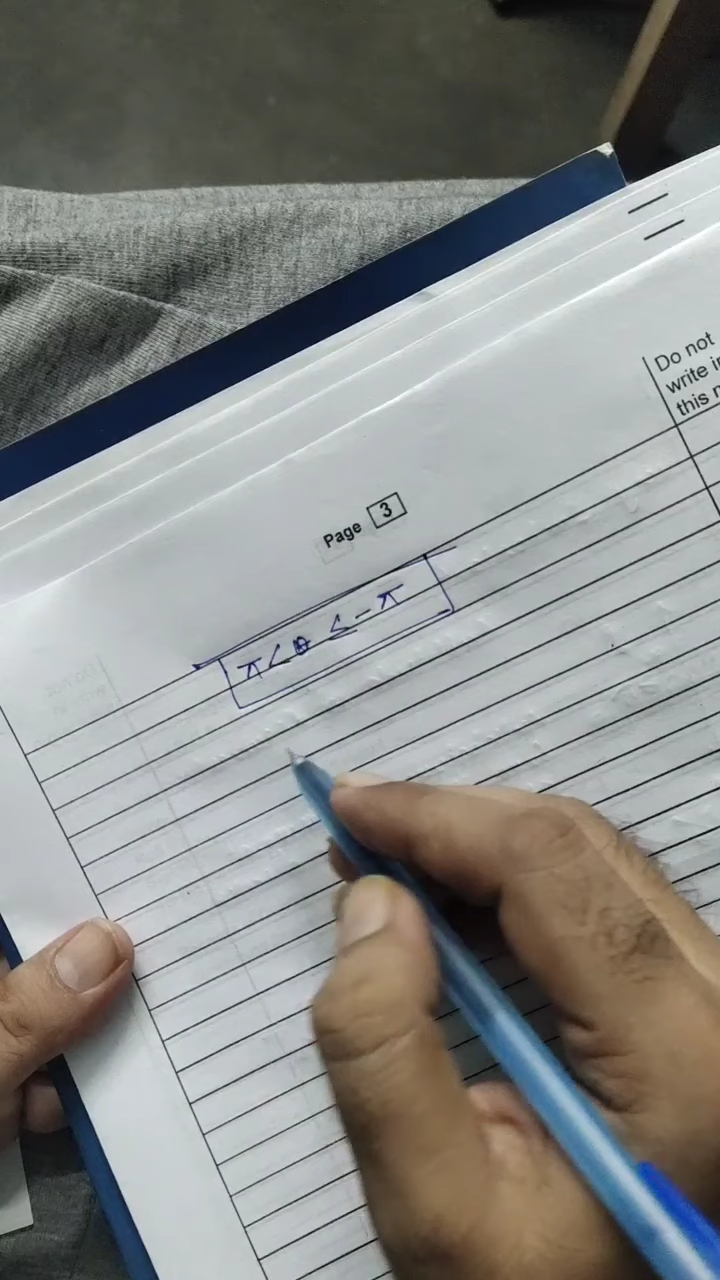 Do not
write in
this m
Page 3
π < θ ≤ - π